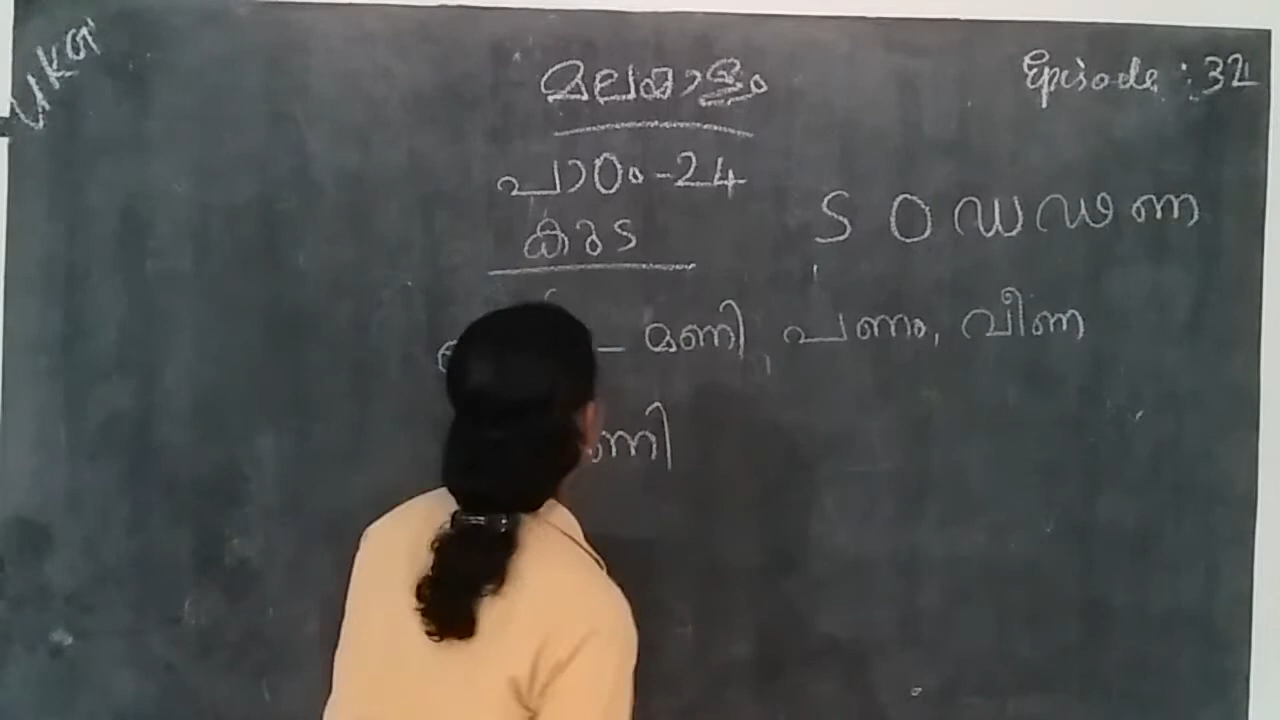 UKG
മലയാളം
Episode : 32
പാഠം-24
ട ഠ ഡ ഢ ണ
കുട
– മണി, പണം, വീണ